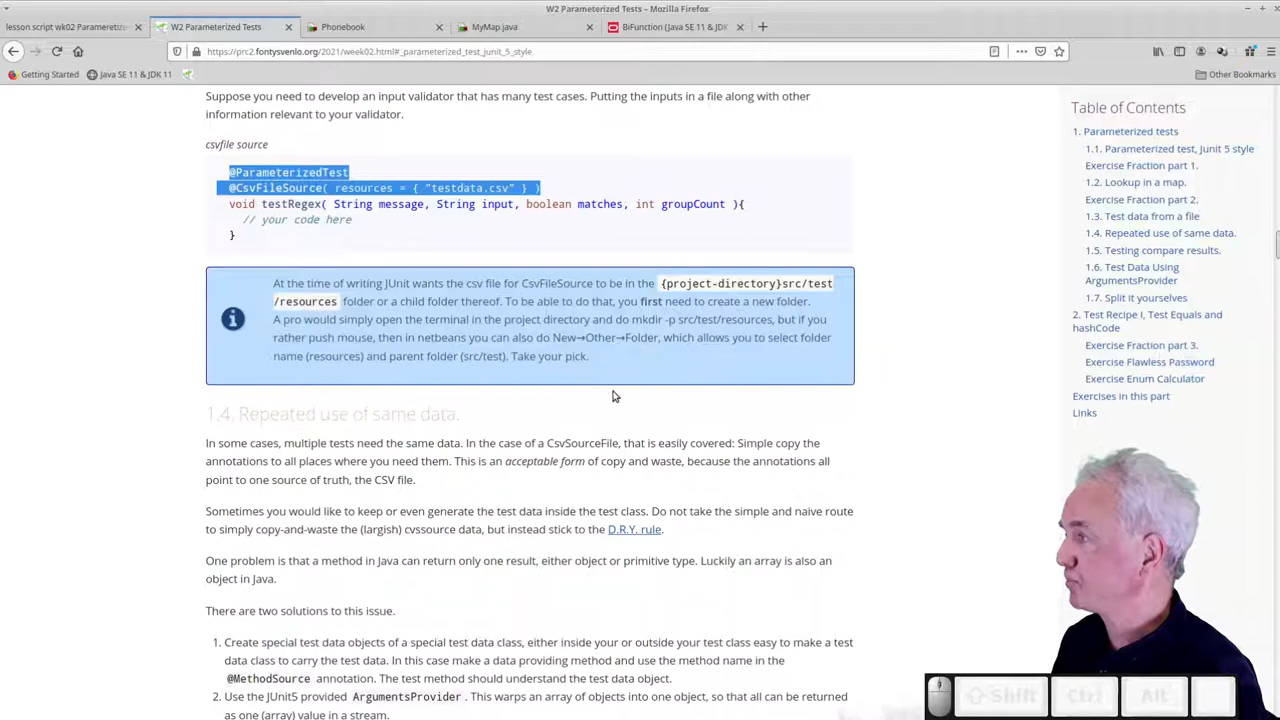 W2 Parameterized Tests - Mozilla Firefox
lesson script wk02 Parameretiz
W2 Parameterized Tests
Phonebook
MyMap.java
BiFunction (Java SE 11 & JDK
https://prc2.fontysvenlo.org/2021/week02.html#_parameterized_test_junit_5_style
Getting Started
Java SE 11 & JDK 11
Other Bookmarks
Suppose you need to develop an input validator that has many test cases. Putting the inputs in a file along with other
information relevant to your validator.
csvfile source
@ParameterizedTest
@CsvFileSource( resources = { "testdata.csv" } )
void testRegex( String message, String input, boolean matches, int groupCount ){
// your code here
}
At the time of writing JUnit wants the csv file for CsvFileSource to be in the {project-directory}src/test
/resources folder or a child folder thereof. To be able to do that, you first need to create a new folder.
A pro would simply open the terminal in the project directory and do mkdir -p src/test/resources, but if you
rather push mouse, then in netbeans you can also do New→Other→Folder, which allows you to select folder
name (resources) and parent folder (src/test). Take your pick.
1.4. Repeated use of same data.
In some cases, multiple tests need the same data. In the case of a CsvSourceFile, that is easily covered: Simple copy the
annotations to all places where you need them. This is an acceptable form of copy and waste, because the annotations all
point to one source of truth, the CSV file.
Sometimes you would like to keep or even generate the test data inside the test class. Do not take the simple and naive route
to simply copy-and-waste the (largish) cvssource data, but instead stick to the D.R.Y. rule.
One problem is that a method in Java can return only one result, either object or primitive type. Luckily an array is also an
object in Java.
There are two solutions to this issue.
1. Create special test data objects of a special test data class, either inside your or outside your test class easy to make a test
data class to carry the test data. In this case make a data providing method and use the method name in the
@MethodSource annotation. The test method should understand the test data object.
2. Use the JUnit5 provided ArgumentsProvider. This warps an array of objects into one object, so that all can be returned
as one (array) value in a stream.
Table of Contents
1. Parameterized tests
1.1. Parameterized test, Junit 5 style
Exercise Fraction part 1.
1.2. Lookup in a map.
Exercise Fraction part 2.
1.3. Test data from a file
1.4. Repeated use of same data.
1.5. Testing compare results.
1.6. Test Data Using
ArgumentsProvider
1.7. Split it yourselves
2. Test Recipe I, Test Equals and
hashCode
Exercise Fraction part 3.
Exercise Flawless Password
Exercise Enum Calculator
Exercises in this part
Links
Shift
Ctrl
Alt